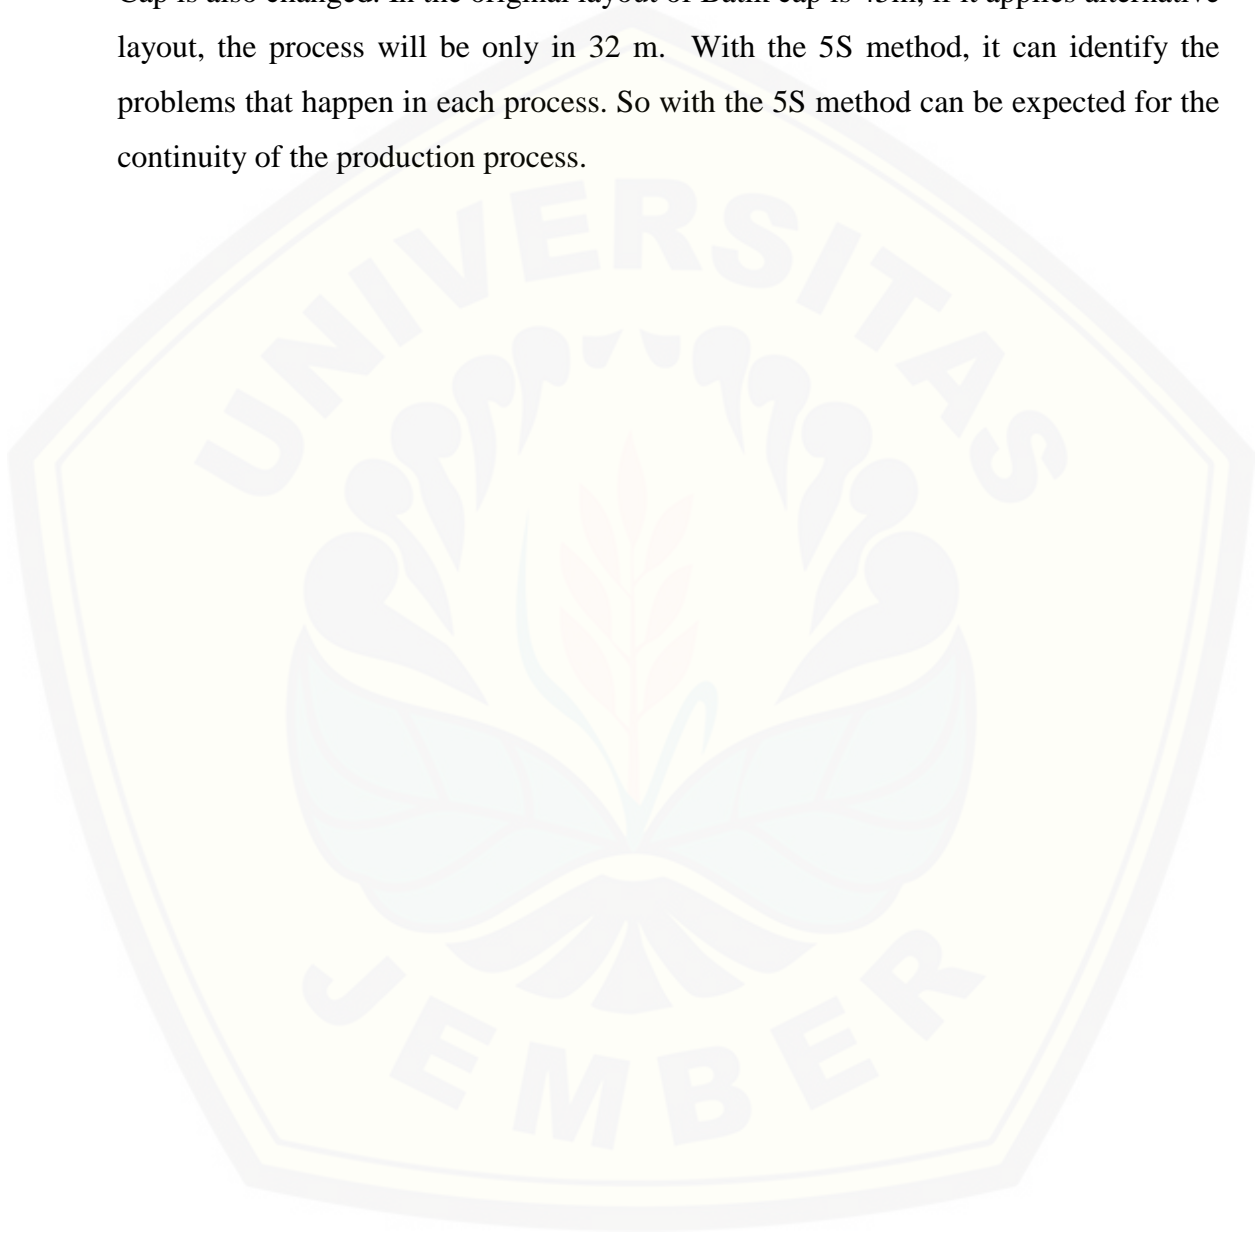 Cap is also changed. In the original layout of Batik cap is 43m, if it applies alternative
layout, the process will be only in 32 m. With the 5S method, it can identify the
problems that happen in each process. So with the 5S method can be expected for the
continuity of the production process.
UNIVERSITAS
JEMBER